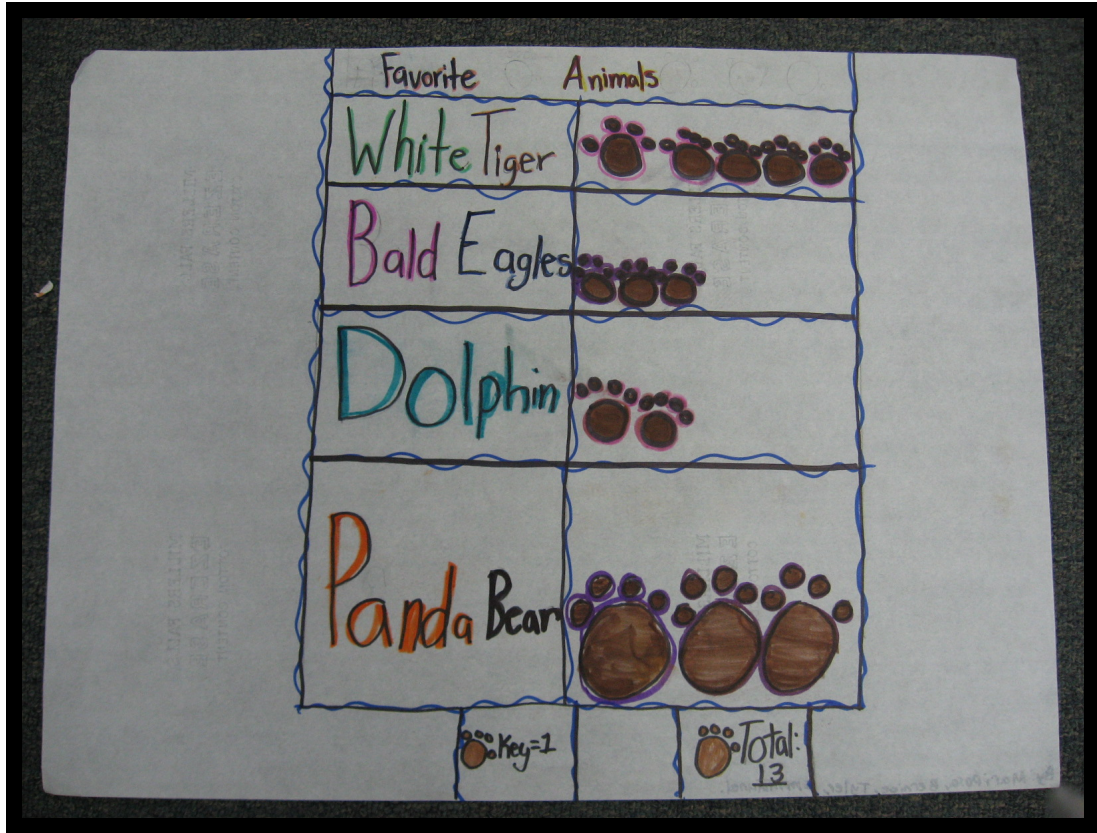 Favorite Animals
White Tiger
Bald Eagles
Dolphin
Panda Bear
Key=1
Total:
13